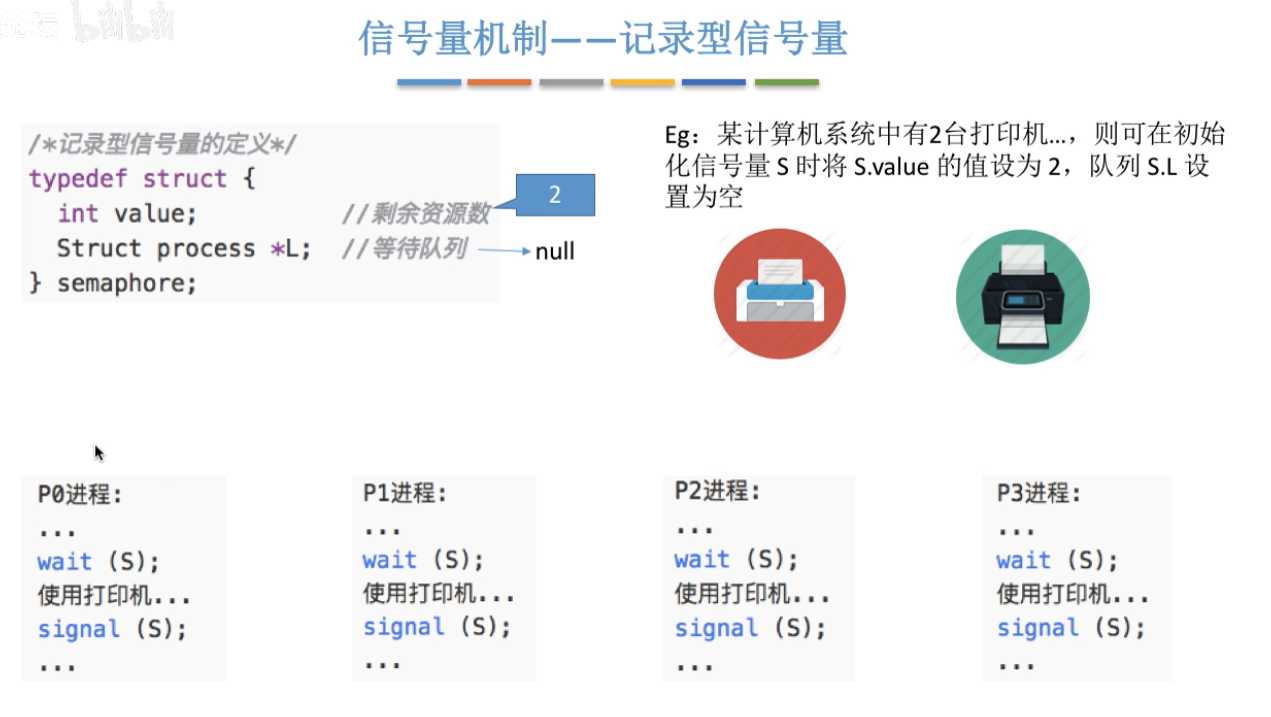 论坛 bilibili
信号量机制——记录型信号量
/*记录型信号量的定义*/
typedef struct {
int value; //剩余资源数
Struct process *L; //等待队列
} semaphore;
2
null
Eg：某计算机系统中有2台打印机…，则可在初始
化信号量 S 时将 S.value 的值设为 2，队列 S.L 设
置为空
P0进程:
...
wait (S);
使用打印机...
signal (S);
...
P1进程:
...
wait (S);
使用打印机...
signal (S);
...
P2进程:
...
wait (S);
使用打印机...
signal (S);
...
P3进程:
...
wait (S);
使用打印机...
signal (S);
...